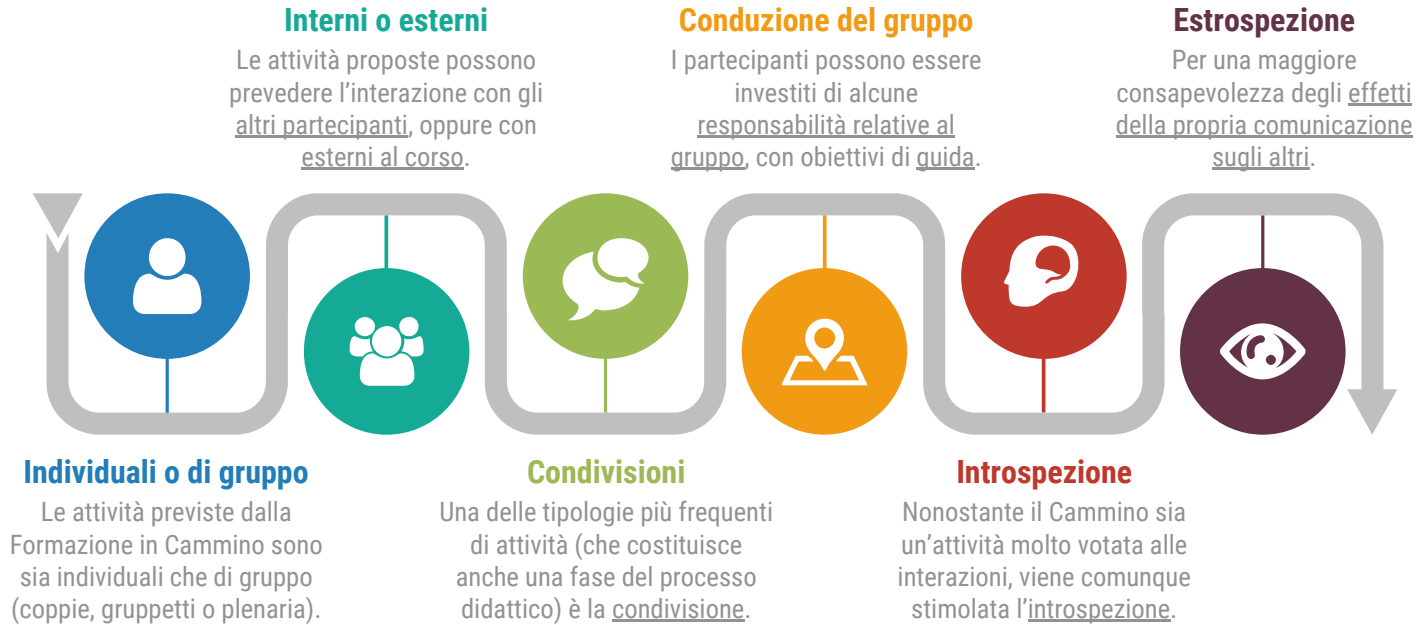 Interni o esterni
Le attività proposte possono
prevedere l'interazione con gli
altri partecipanti, oppure con
esterni al corso.
Conduzione del gruppo
I partecipanti possono essere
investiti di alcune
responsabilità relative al
gruppo, con obiettivi di guida.
Estrospezione
Per una maggiore
consapevolezza degli effetti
della propria comunicazione
sugli altri.
Individuali o di gruppo
Le attività previste dalla
Formazione in Cammino sono
sia individuali che di gruppo
(coppie, gruppetti o plenaria).
Condivisioni
Una delle tipologie più frequenti
di attività (che costituisce
anche una fase del processo
didattico) è la condivisione.
Introspezione
Nonostante il Cammino sia
un'attività molto votata alle
interazioni, viene comunque
stimolata l'introspezione.